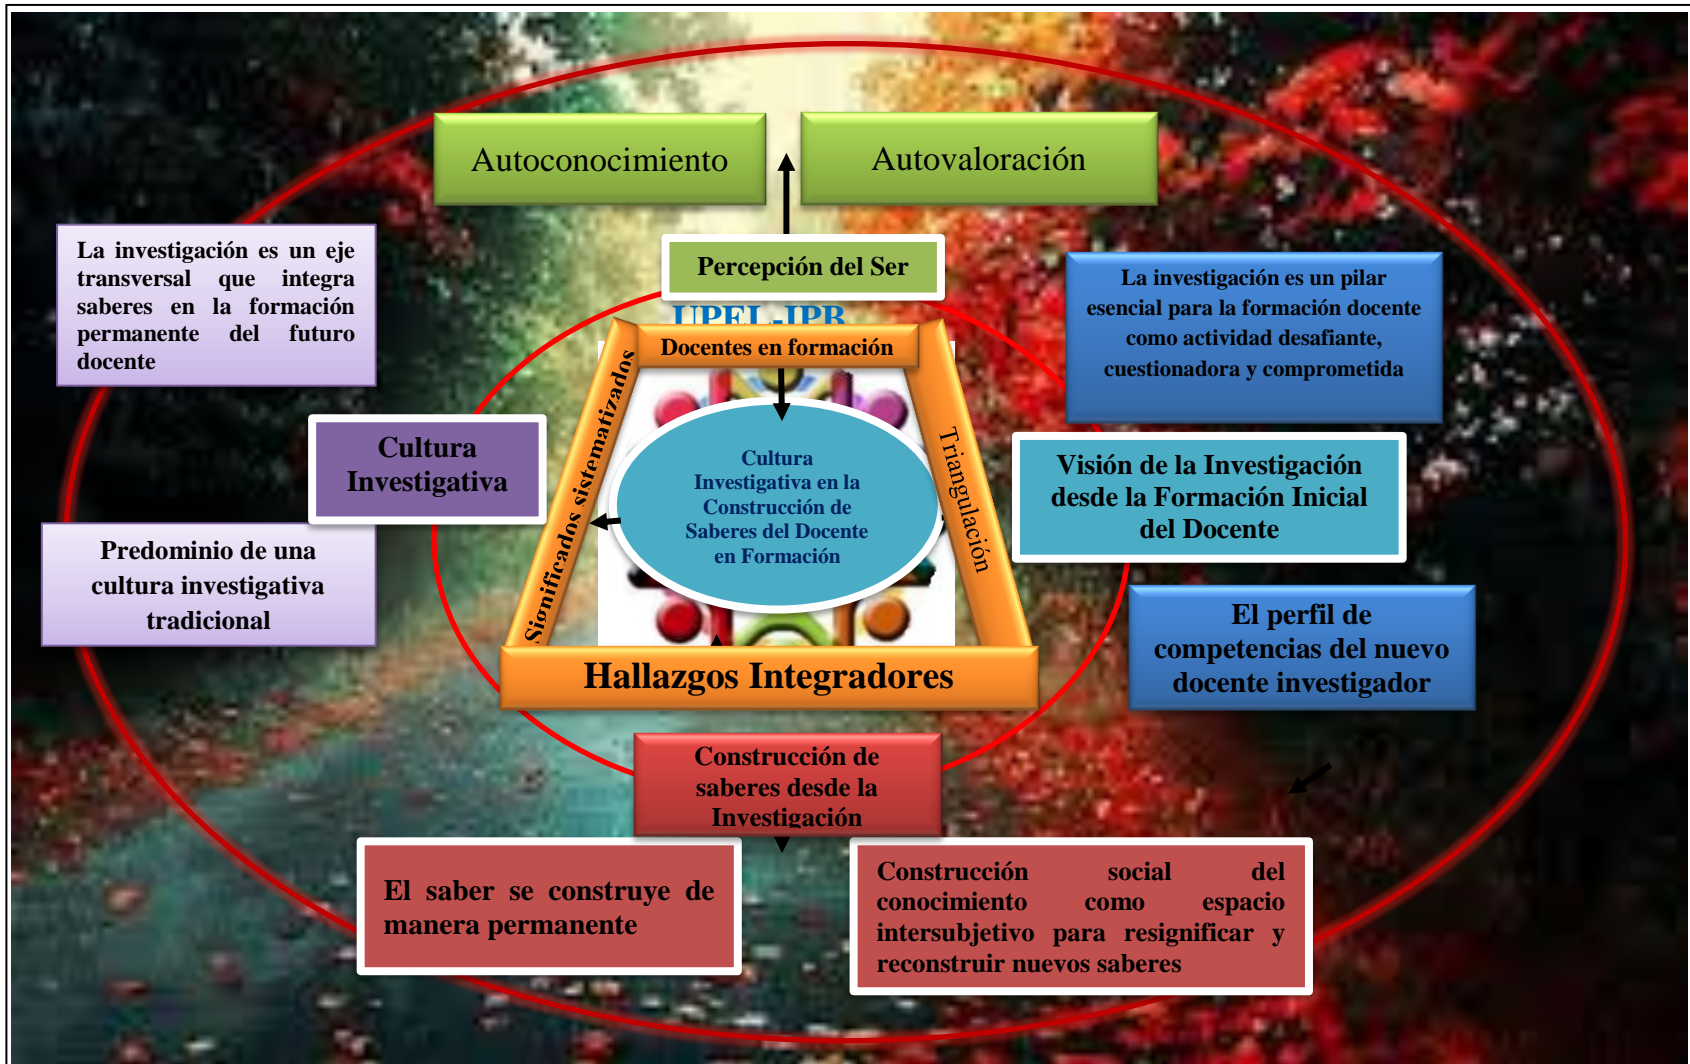 Autoconocimiento
Autovaloración
Percepción del Ser
La investigación es un eje
transversal que integra
saberes en la formación
permanente del futuro
docente
La investigación es un pilar
esencial para la formación docente
como actividad desafiante,
cuestionadora y comprometida
UPEL-IPB
Docentes en formación
Significados sistematizados
Triangulación
Cultura
Investigativa
Cultura
Investigativa en la
Construcción de
Saberes del Docente
en Formación
Visión de la Investigación
desde la Formación Inicial
del Docente
Predominio de una
cultura investigativa
tradicional
El perfil de
competencias del nuevo
docente investigador
Hallazgos Integradores
Construcción de
saberes desde la
Investigación
El saber se construye de
manera permanente
Construcción social del
conocimiento como espacio
intersubjetivo para resignificar y
reconstruir nuevos saberes